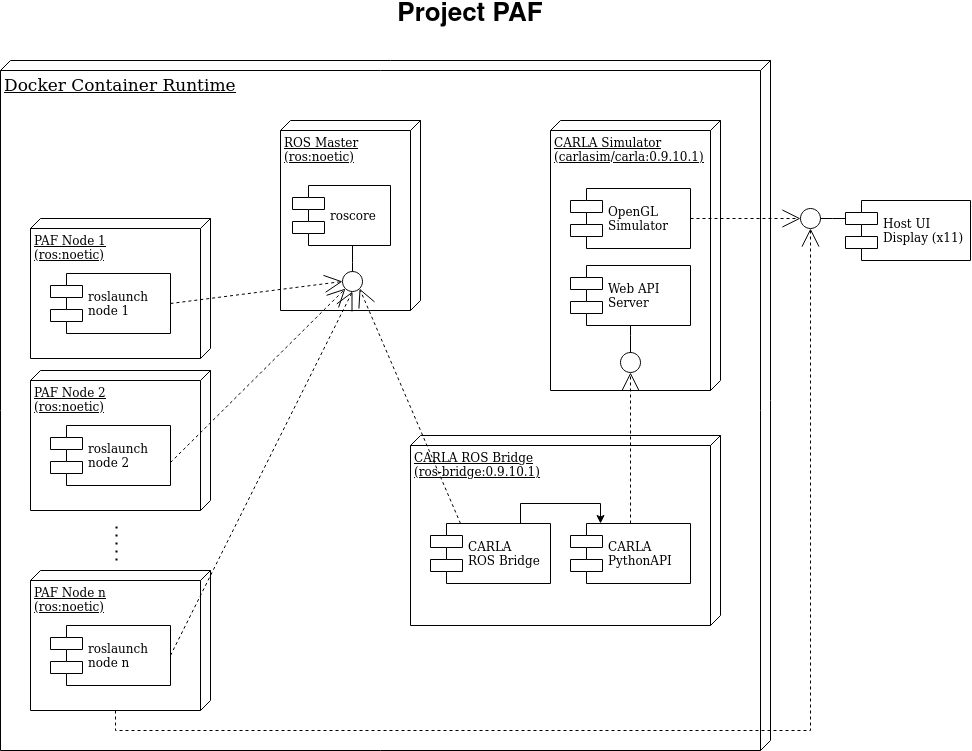 Project PAF
Docker Container Runtime
ROS Master
(ros:noetic)
roscore
CARLA Simulator
(carlasim/carla:0.9.10.1)
OpenGL
Simulator
Web API
Server
Host UI
Display (x11)
PAF Node 1
(ros:noetic)
roslaunch
node 1
PAF Node 2
(ros:noetic)
roslaunch
node 2
PAF Node n
(ros:noetic)
roslaunch
node n
CARLA ROS Bridge
(ros-bridge:0.9.10.1)
CARLA
ROS Bridge
CARLA
PythonAPI